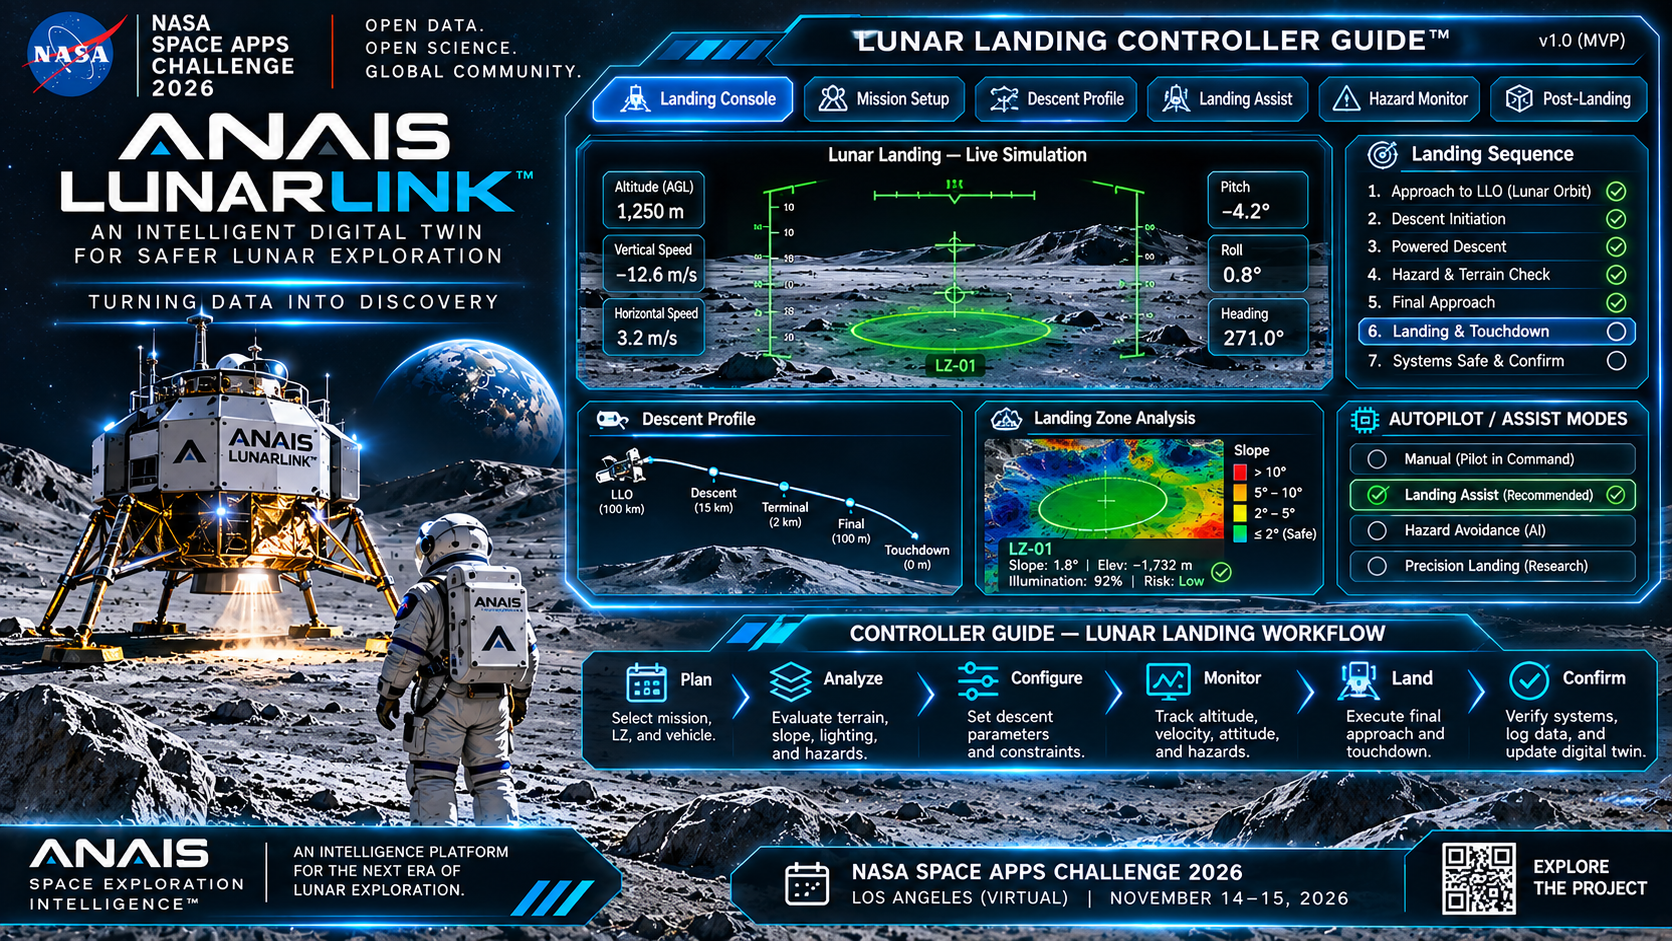 NASA
NASA
SPACE APPS
CHALLENGE
2026
OPEN DATA.
OPEN SCIENCE.
GLOBAL COMMUNITY.
ANAIS
LUNARLINK™
AN INTELLIGENT DIGITAL TWIN
FOR SAFER LUNAR EXPLORATION
TURNING DATA INTO DISCOVERY
ANAIS
LUNARLINK™
ANAIS
LUNAR LANDING CONTROLLER GUIDE™
v1.0 (MVP)
Landing Console
Mission Setup
Descent Profile
Landing Assist
Hazard Monitor
Post-Landing
Lunar Landing — Live Simulation
Altitude (AGL)
1,250 m
Vertical Speed
−12.6 m/s
Horizontal Speed
3.2 m/s
10
10
20
Pitch
−4.2°
Roll
0.8°
Heading
271.0°
LZ-01
Landing Sequence
1. Approach to LLO (Lunar Orbit)
2. Descent Initiation
3. Powered Descent
4. Hazard & Terrain Check
5. Final Approach
6. Landing & Touchdown
7. Systems Safe & Confirm
Descent Profile
LLO
(100 km)
Descent
(15 km)
Terminal
(2 km)
Final
(100 m)
Touchdown
(0 m)
Landing Zone Analysis
Slope
> 10°
5° – 10°
2° – 5°
≤ 2° (Safe)
LZ-01
Slope: 1.8° | Elev: −1,732 m
Illumination: 92% | Risk: Low
AUTOPILOT / ASSIST MODES
Manual (Pilot in Command)
Landing Assist (Recommended)
Hazard Avoidance (AI)
Precision Landing (Research)
CONTROLLER GUIDE — LUNAR LANDING WORKFLOW
Plan
Select mission,
LZ, and vehicle.
Analyze
Evaluate terrain,
slope, lighting,
and hazards.
Configure
Set descent
parameters
and constraints.
Monitor
Track altitude,
velocity, attitude,
and hazards.
Land
Execute final
approach and
touchdown.
Confirm
Verify systems,
log data, and
update digital twin.
ANAIS
SPACE EXPLORATION
INTELLIGENCE™
AN INTELLIGENCE PLATFORM
FOR THE NEXT ERA OF
LUNAR EXPLORATION.
NASA SPACE APPS CHALLENGE 2026
LOS ANGELES (VIRTUAL) | NOVEMBER 14–15, 2026
EXPLORE
THE PROJECT